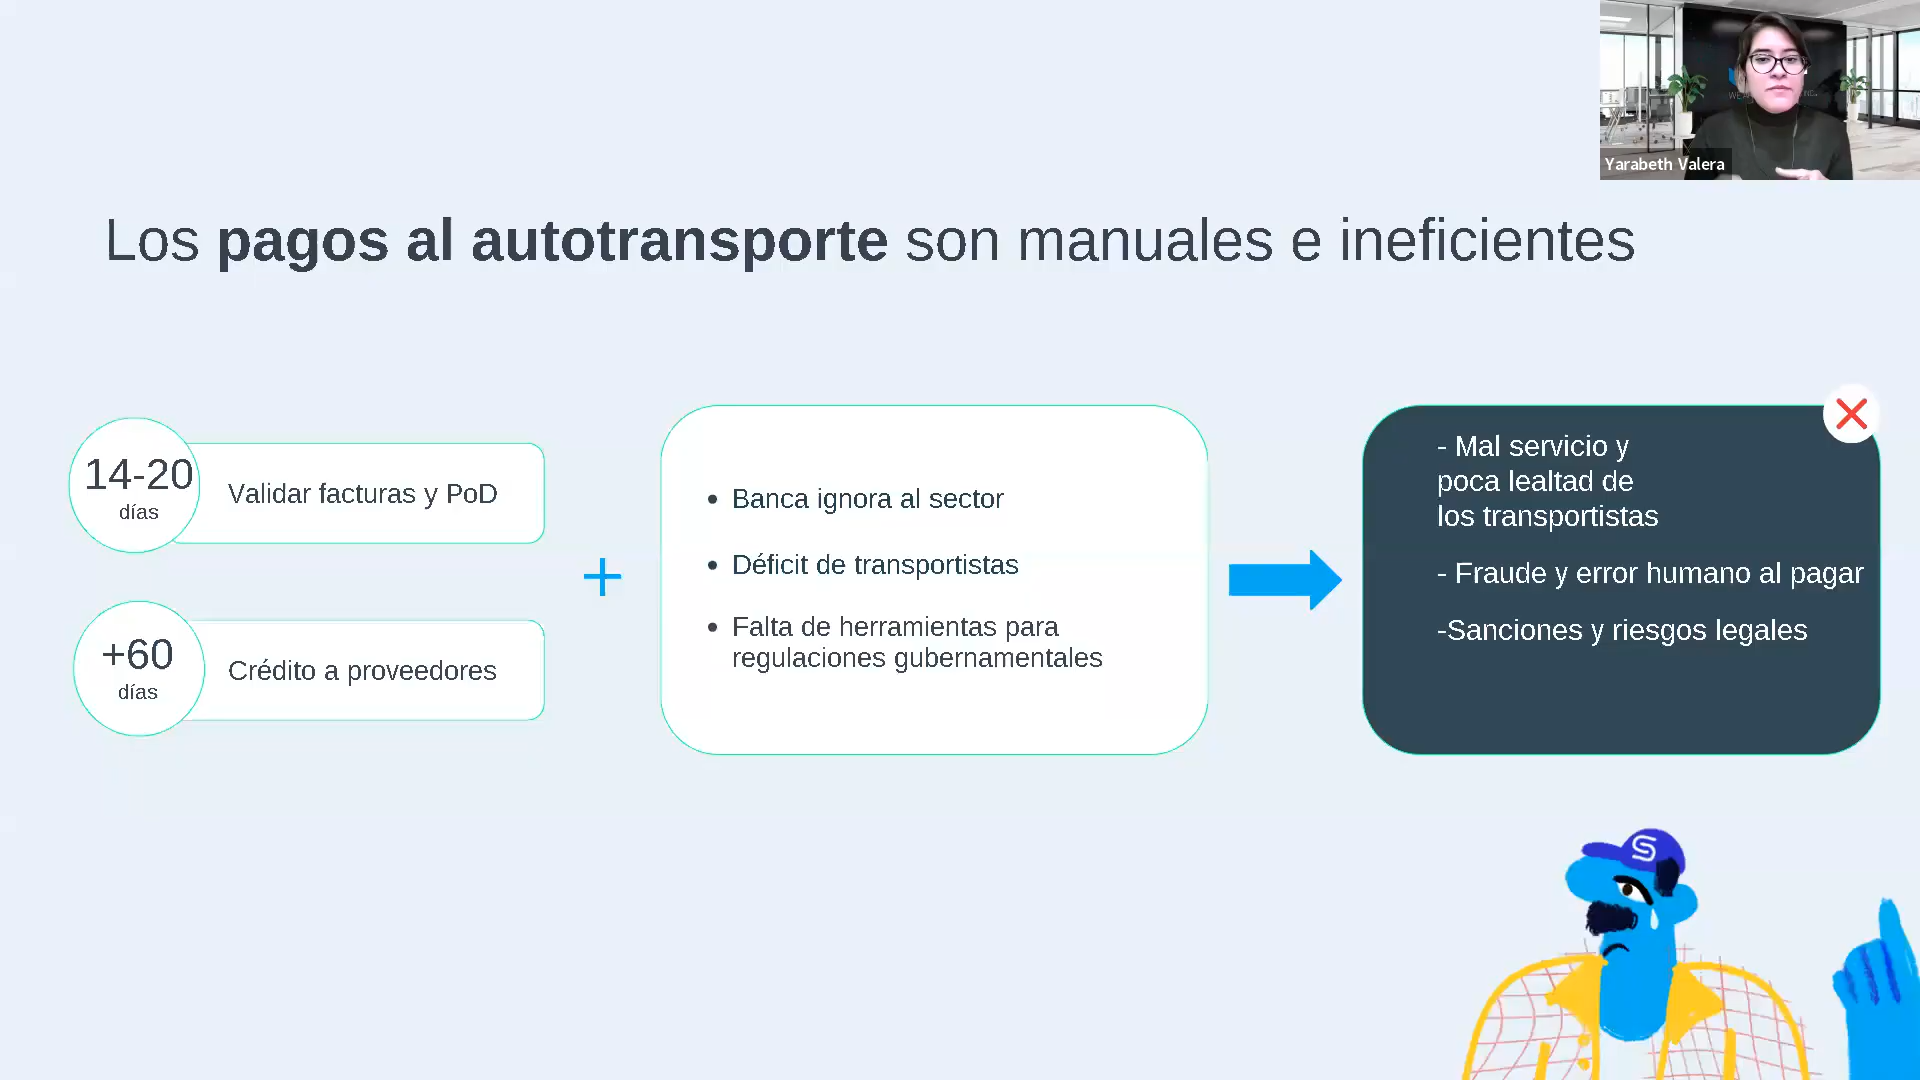 Yarabeth Valera
Los pagos al autotransporte son manuales e ineficientes
14-20
días
Validar facturas y PoD
+60
días
Crédito a proveedores
+
• Banca ignora al sector
• Déficit de transportistas
• Falta de herramientas para
regulaciones gubernamentales
- Mal servicio y
poca lealtad de
los transportistas
- Fraude y error humano al pagar
-Sanciones y riesgos legales
S